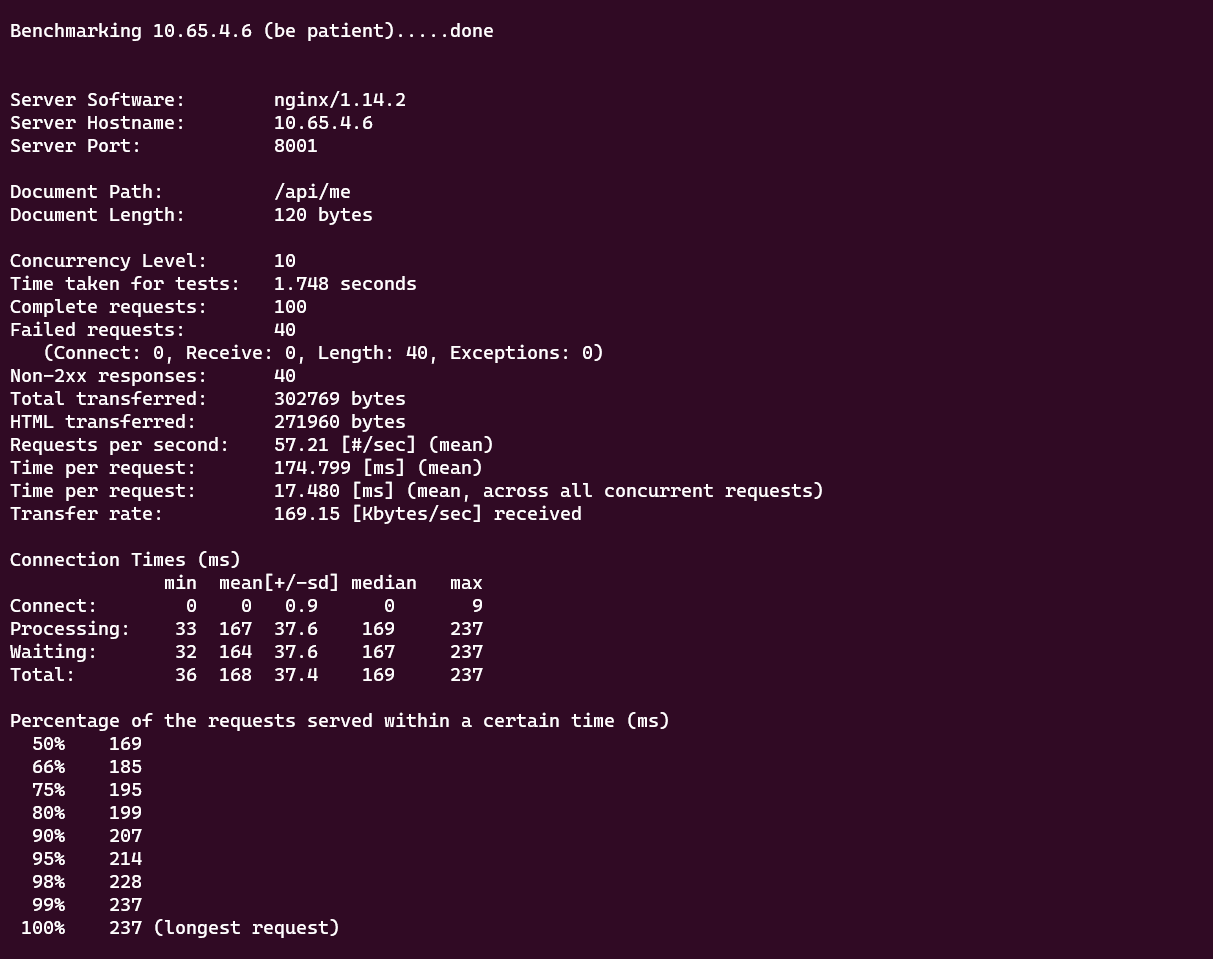 Benchmarking 10.65.4.6 (be patient).....done
Server Software:        nginx/1.14.2
Server Hostname:        10.65.4.6
Server Port:            8001
Document Path:          /api/me
Document Length:        120 bytes
Concurrency Level:      10
Time taken for tests:   1.748 seconds
Complete requests:      100
Failed requests:        40
   (Connect: 0, Receive: 0, Length: 40, Exceptions: 0)
Non-2xx responses:      40
Total transferred:      302769 bytes
HTML transferred:       271960 bytes
Requests per second:    57.21 [#/sec] (mean)
Time per request:       174.799 [ms] (mean)
Time per request:       17.480 [ms] (mean, across all concurrent requests)
Transfer rate:          169.15 [Kbytes/sec] received
Connection Times (ms)
              min  mean[+/-sd] median   max
Connect:        0    0   0.9      0       9
Processing:    33  167  37.6    169     237
Waiting:       32  164  37.6    167     237
Total:         36  168  37.4    169     237
Percentage of the requests served within a certain time (ms)
  50%    169
  66%    185
  75%    195
  80%    199
  90%    207
  95%    214
  98%    228
  99%    237
 100%    237 (longest request)